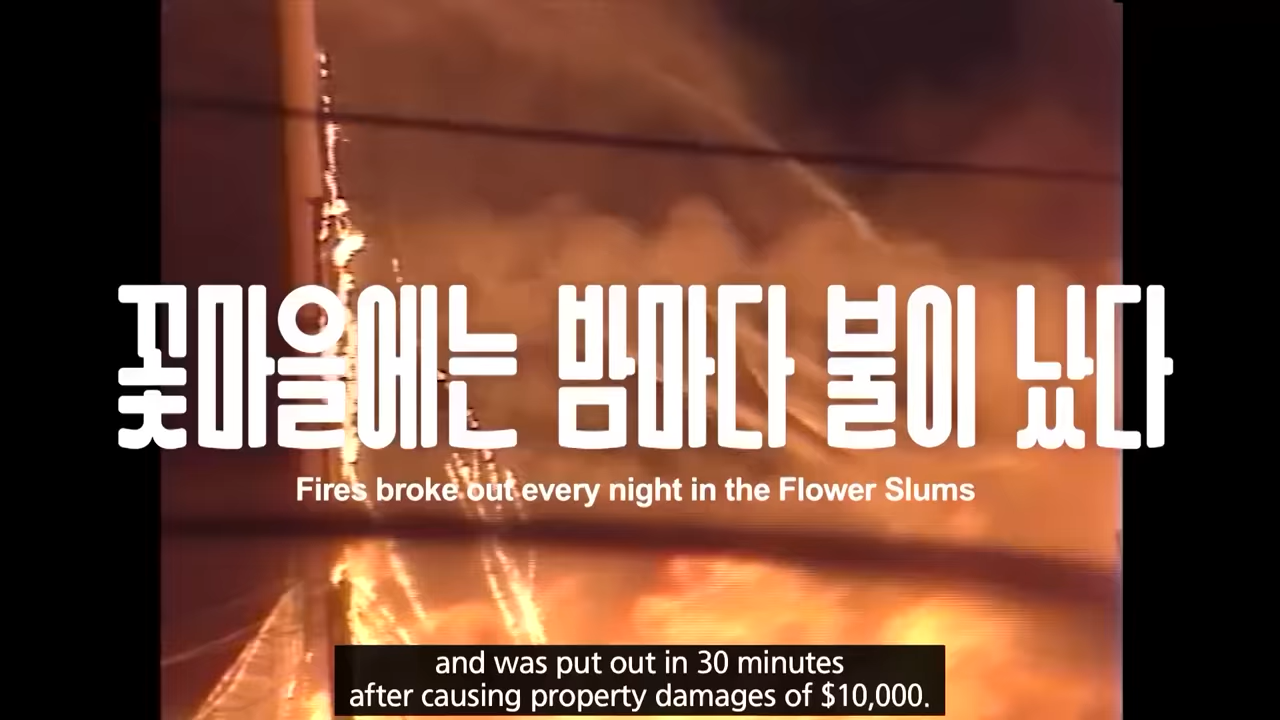 꽃마을에는 밤마다 불이 났다
Fires broke out every night in the Flower Slums
and was put out in 30 minutes
after causing property damages of $10,000.